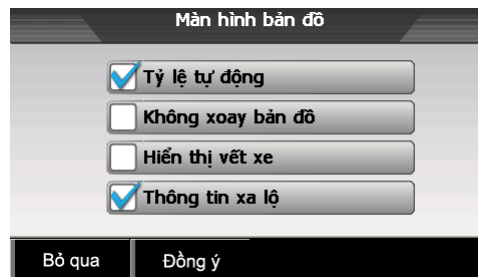 Màn hình bản đồ
Tỷ lệ tự động
Không xoay bản đồ
Hiển thị vết xe
Thông tin xa lộ
Bỏ qua
Đồng ý